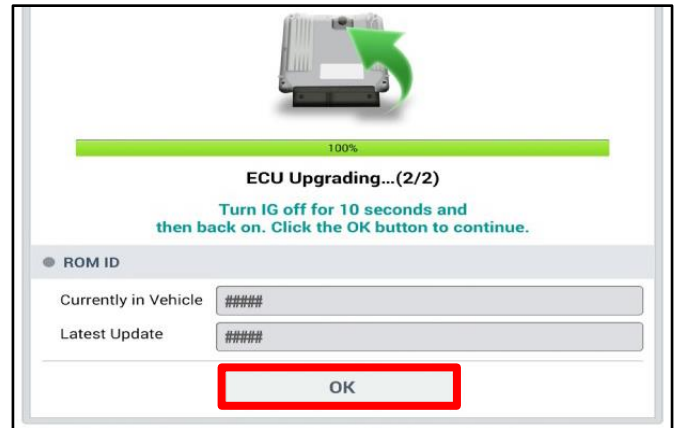 100%
ECU Upgrading...(2/2)
Turn IG off for 10 seconds and
then back on. Click the OK button to continue.
ROM ID
Currently in Vehicle #####
Latest Update #####
OK